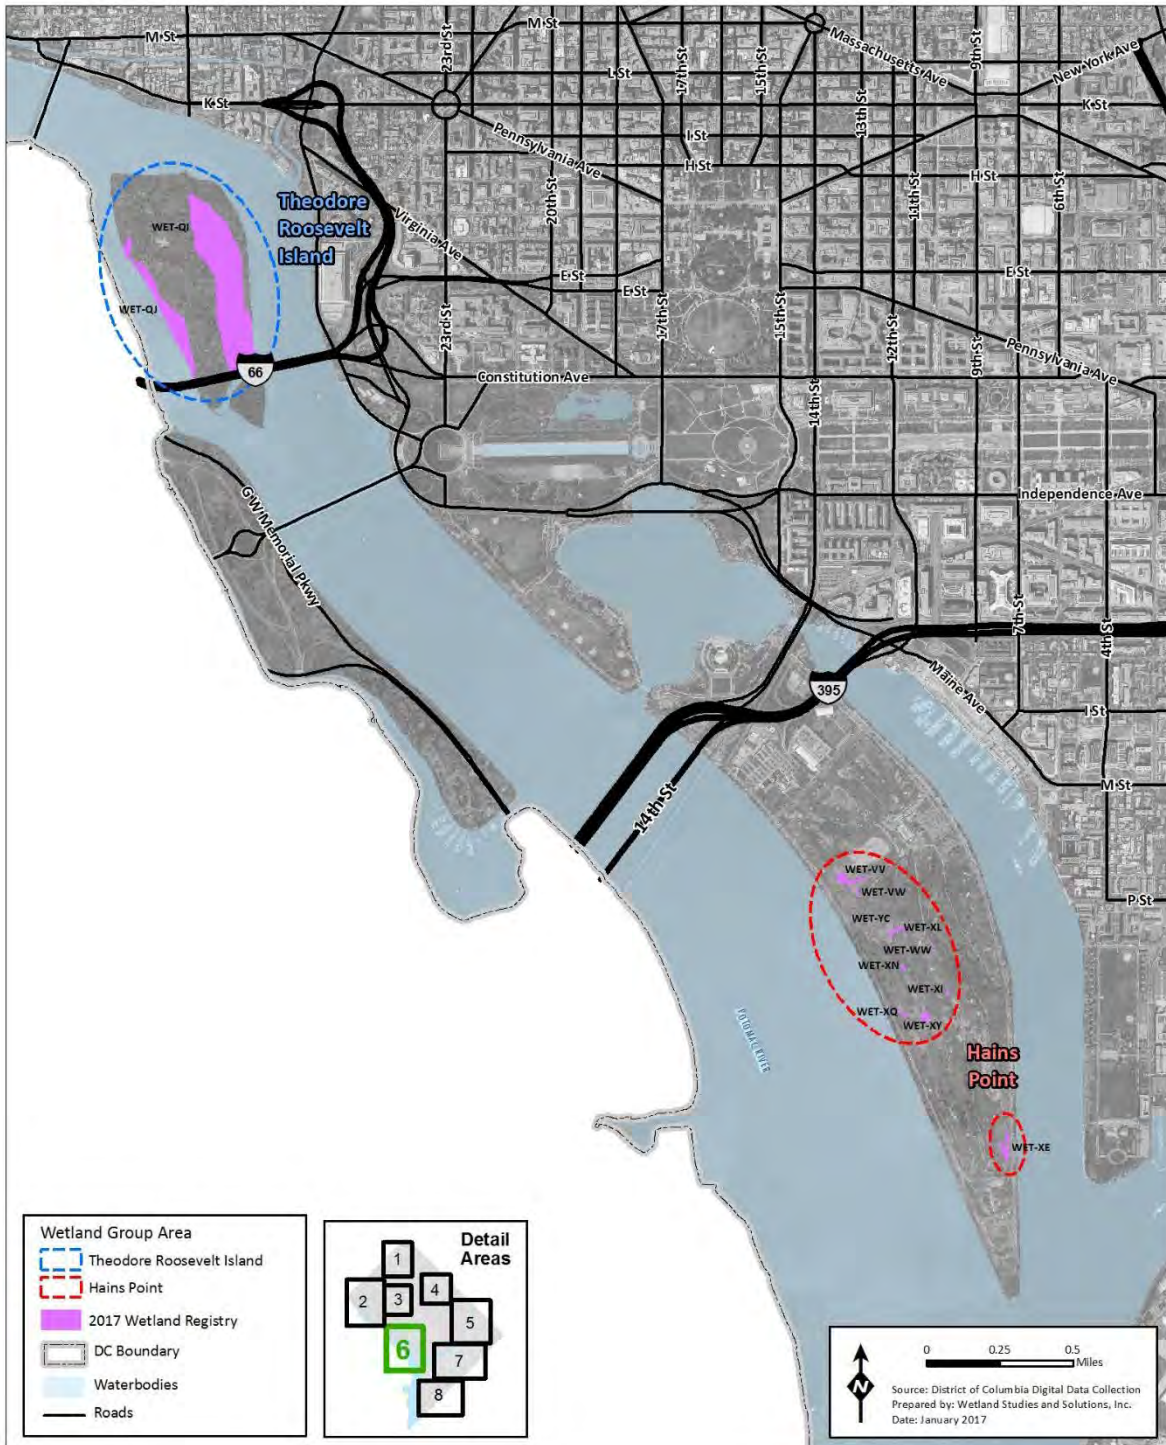 M St
M St
23rd St
L St
17th St
15th St
Massachusetts Ave
9th St
New York Ave
K St
K St
13th St
Pennsylvania Ave
I St
H St
H St
20th St
11th St
6th St
Theodore
Roosevelt
Island
WET-QI
WET-QJ
Virginia Ave
E St
E St
E St
23rd St
17th St
15th St
12th St
9th St
Pennsylvania Ave
66
Constitution Ave
14th St
Independence Ave
GW Memorial Pkwy
7th St
4th St
395
Maine Ave
I St
M St
14th St
P St
WET-VV
WET-VW
WET-YC
WET-XL
WET-WW
WET-XN
WET-XI
WET-XQ
WET-XY
POTOMAC RIVER
Hains
Point
WET-XE
Wetland Group Area
Theodore Roosevelt Island
Hains Point
2017 Wetland Registry
DC Boundary
Waterbodies
Roads
Detail
Areas
1
2
3
4
5
6
7
8
N
0 0.25 0.5
Miles
Source: District of Columbia Digital Data Collection
Prepared by: Wetland Studies and Solutions, Inc.
Date: January 2017